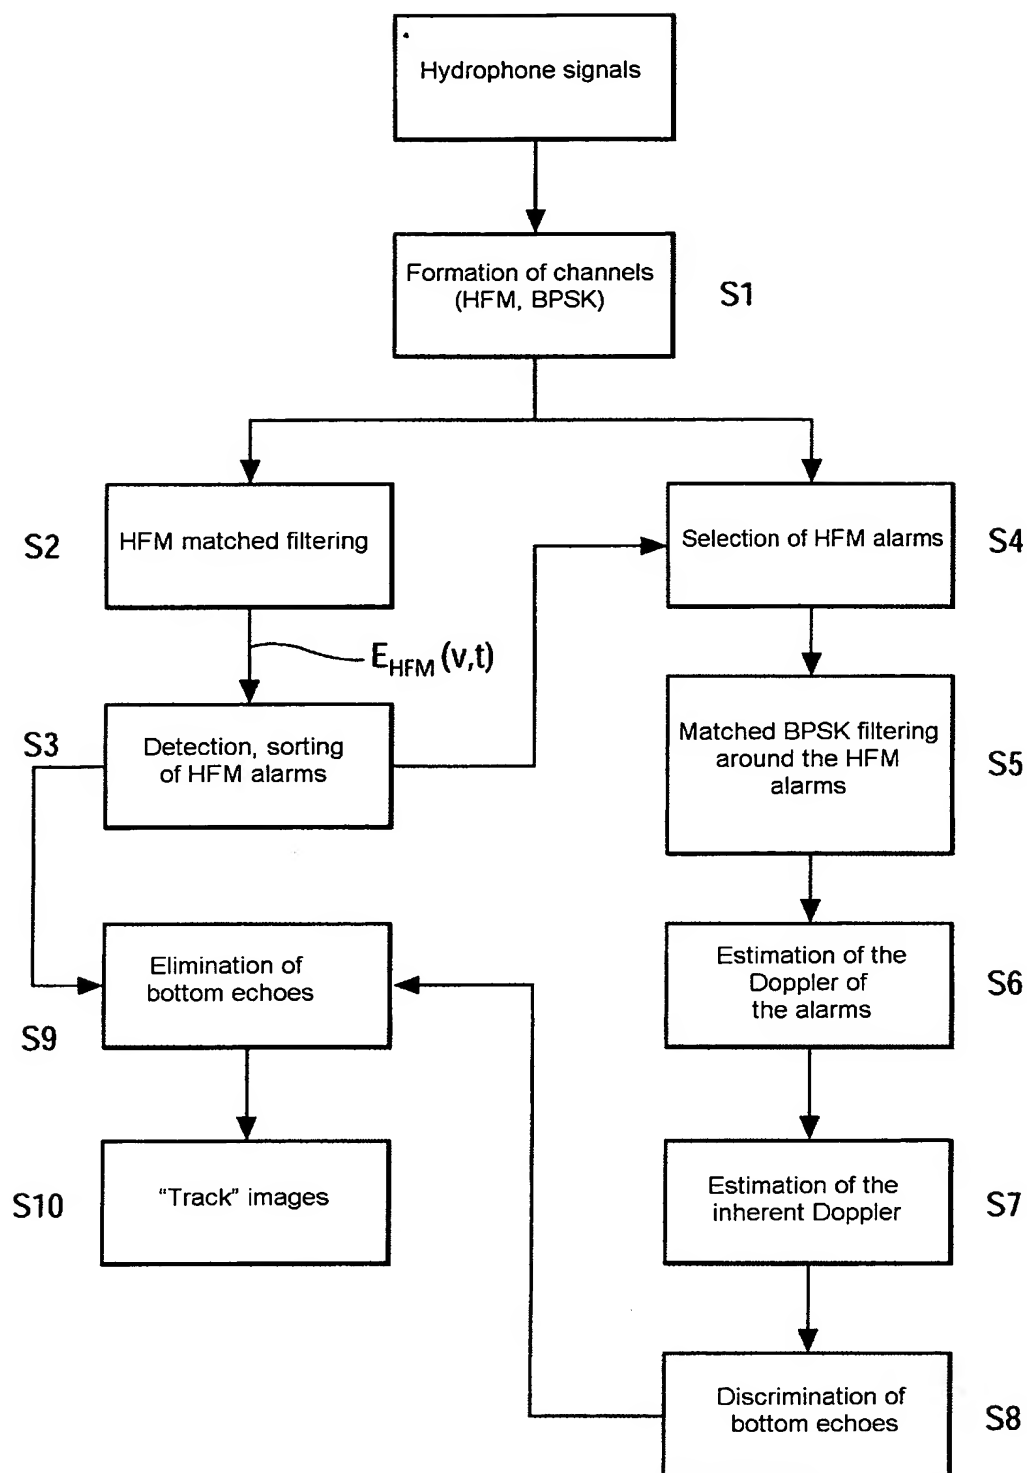 Hydrophone signals
Formation of channels
(HFM, BPSK)
S1
S2
HFM matched filtering
Selection of HFM alarms
S4
E_HFM (v,t)
S3
Detection, sorting
of HFM alarms
Matched BPSK filtering
around the HFM
alarms
S5
Elimination of
bottom echoes
S9
Estimation of the
Doppler of
the alarms
S6
S10
“Track” images
Estimation of the
inherent Doppler
S7
Discrimination of
bottom echoes
S8